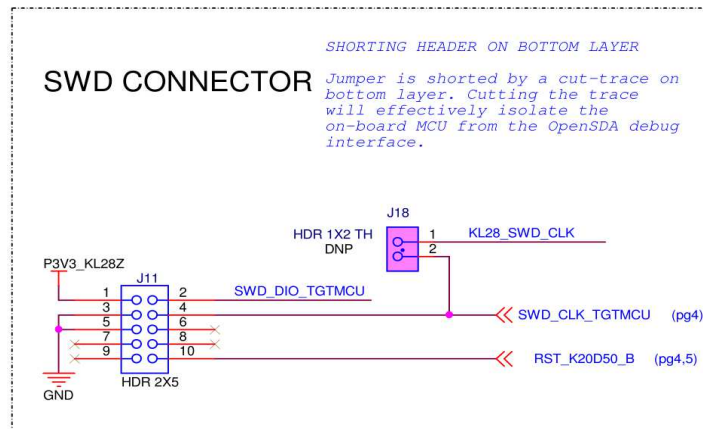 SHORTING HEADER ON BOTTOM LAYER
SWD CONNECTOR
Jumper is shorted by a cut-trace on
bottom layer. Cutting the trace
will effectively isolate the
on-board MCU from the OpenSDA debug
interface.
J18
HDR 1X2 TH
DNP
1
2
KL28_SWD_CLK
P3V3_KL28Z
J11
1 2 SWD_DIO_TGTMCU
3 4 SWD_CLK_TGTMCU (pg4)
5 6
7 8
9 10 RST_K20D50_B (pg4,5)
HDR 2X5
GND